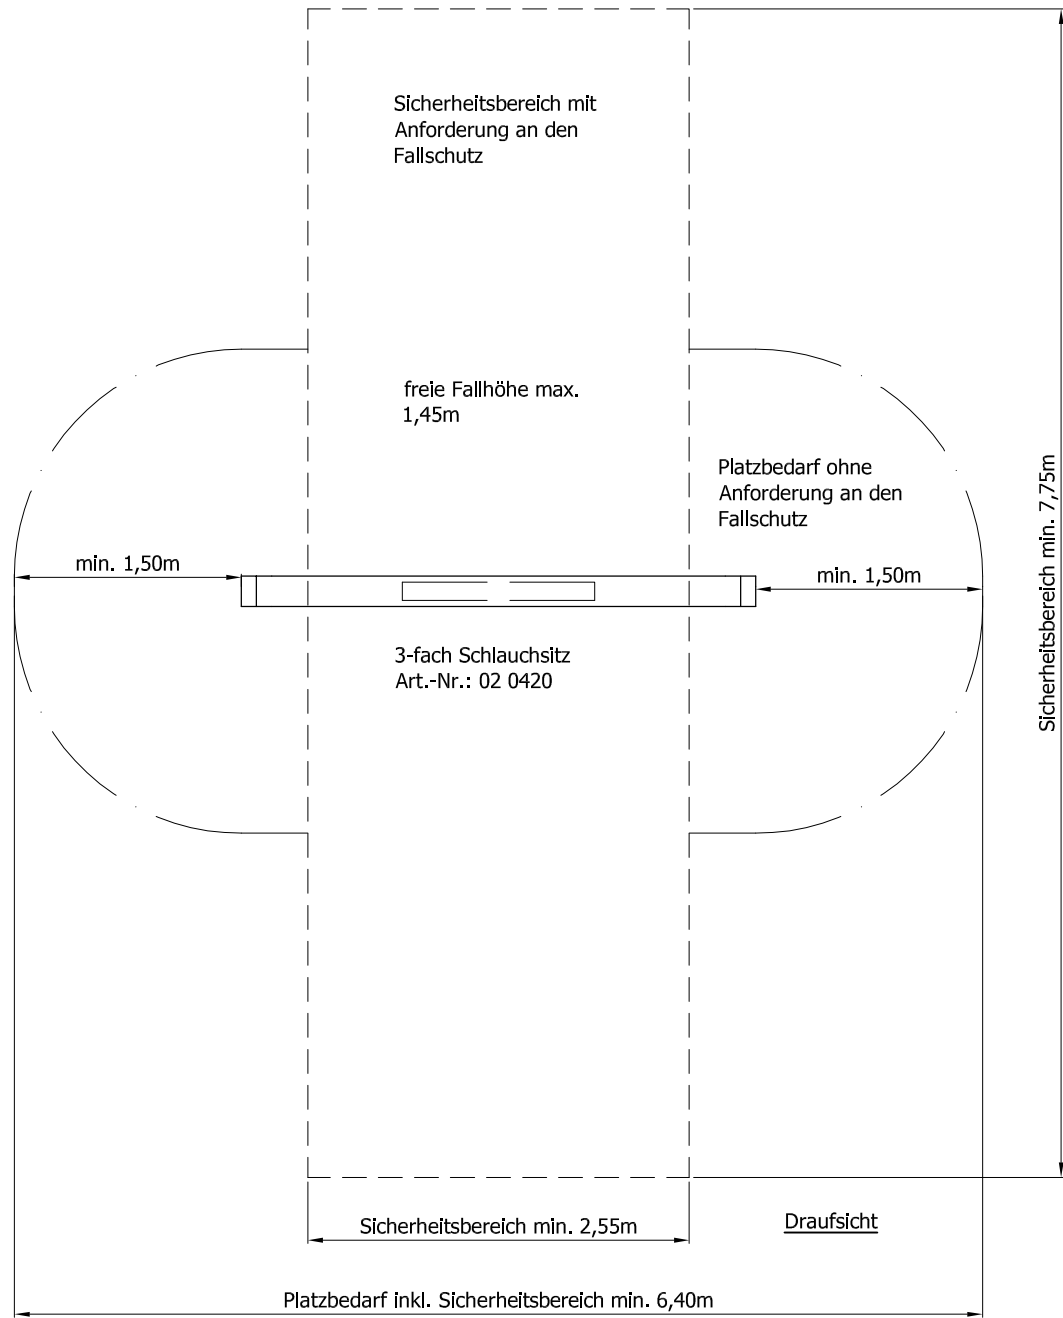 Sicherheitsbereich mit
Anforderung an den
Fallschutz
freie Fallhöhe max.
1,45m
Platzbedarf ohne
Anforderung an den
Fallschutz
min. 1,50m
min. 1,50m
Sicherheitsbereich min. 7,75m
3-fach Schlauchsitz
Art.-Nr.: 02 0420
Draufsicht
Sicherheitsbereich min. 2,55m
Platzbedarf inkl. Sicherheitsbereich min. 6,40m